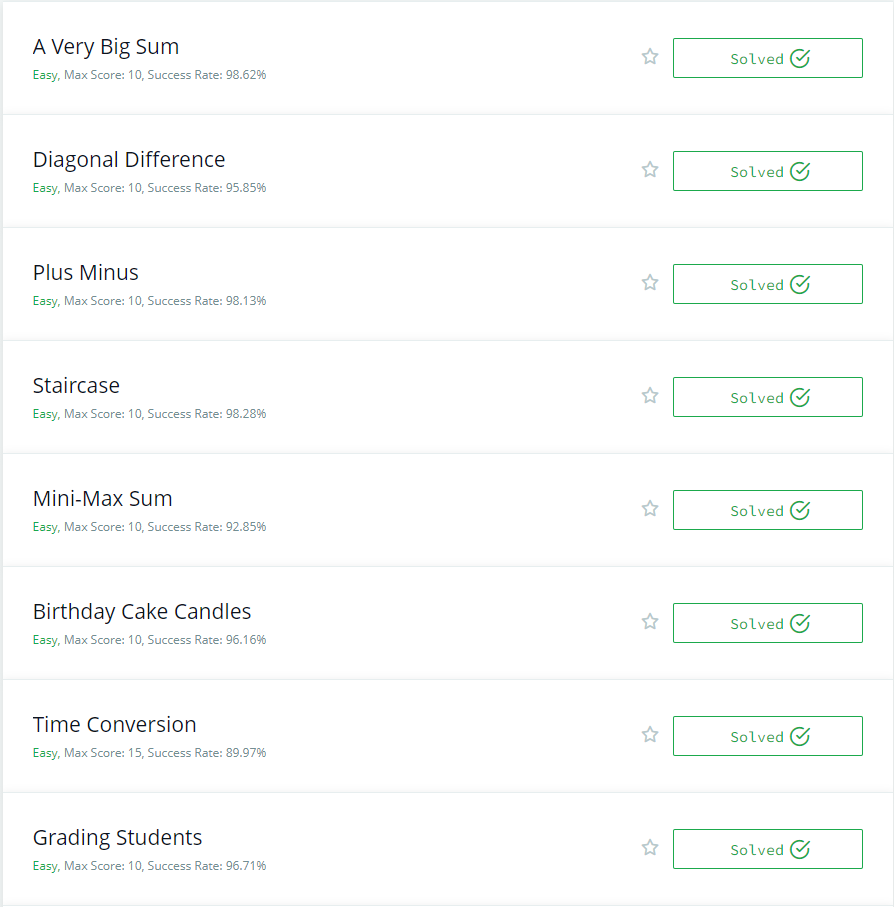 A Very Big Sum
Easy, Max Score: 10, Success Rate: 98.62%
Solved
Diagonal Difference
Easy, Max Score: 10, Success Rate: 95.85%
Solved
Plus Minus
Easy, Max Score: 10, Success Rate: 98.13%
Solved
Staircase
Easy, Max Score: 10, Success Rate: 98.28%
Solved
Mini-Max Sum
Easy, Max Score: 10, Success Rate: 92.85%
Solved
Birthday Cake Candles
Easy, Max Score: 10, Success Rate: 96.16%
Solved
Time Conversion
Easy, Max Score: 15, Success Rate: 89.97%
Solved
Grading Students
Easy, Max Score: 10, Success Rate: 96.71%
Solved